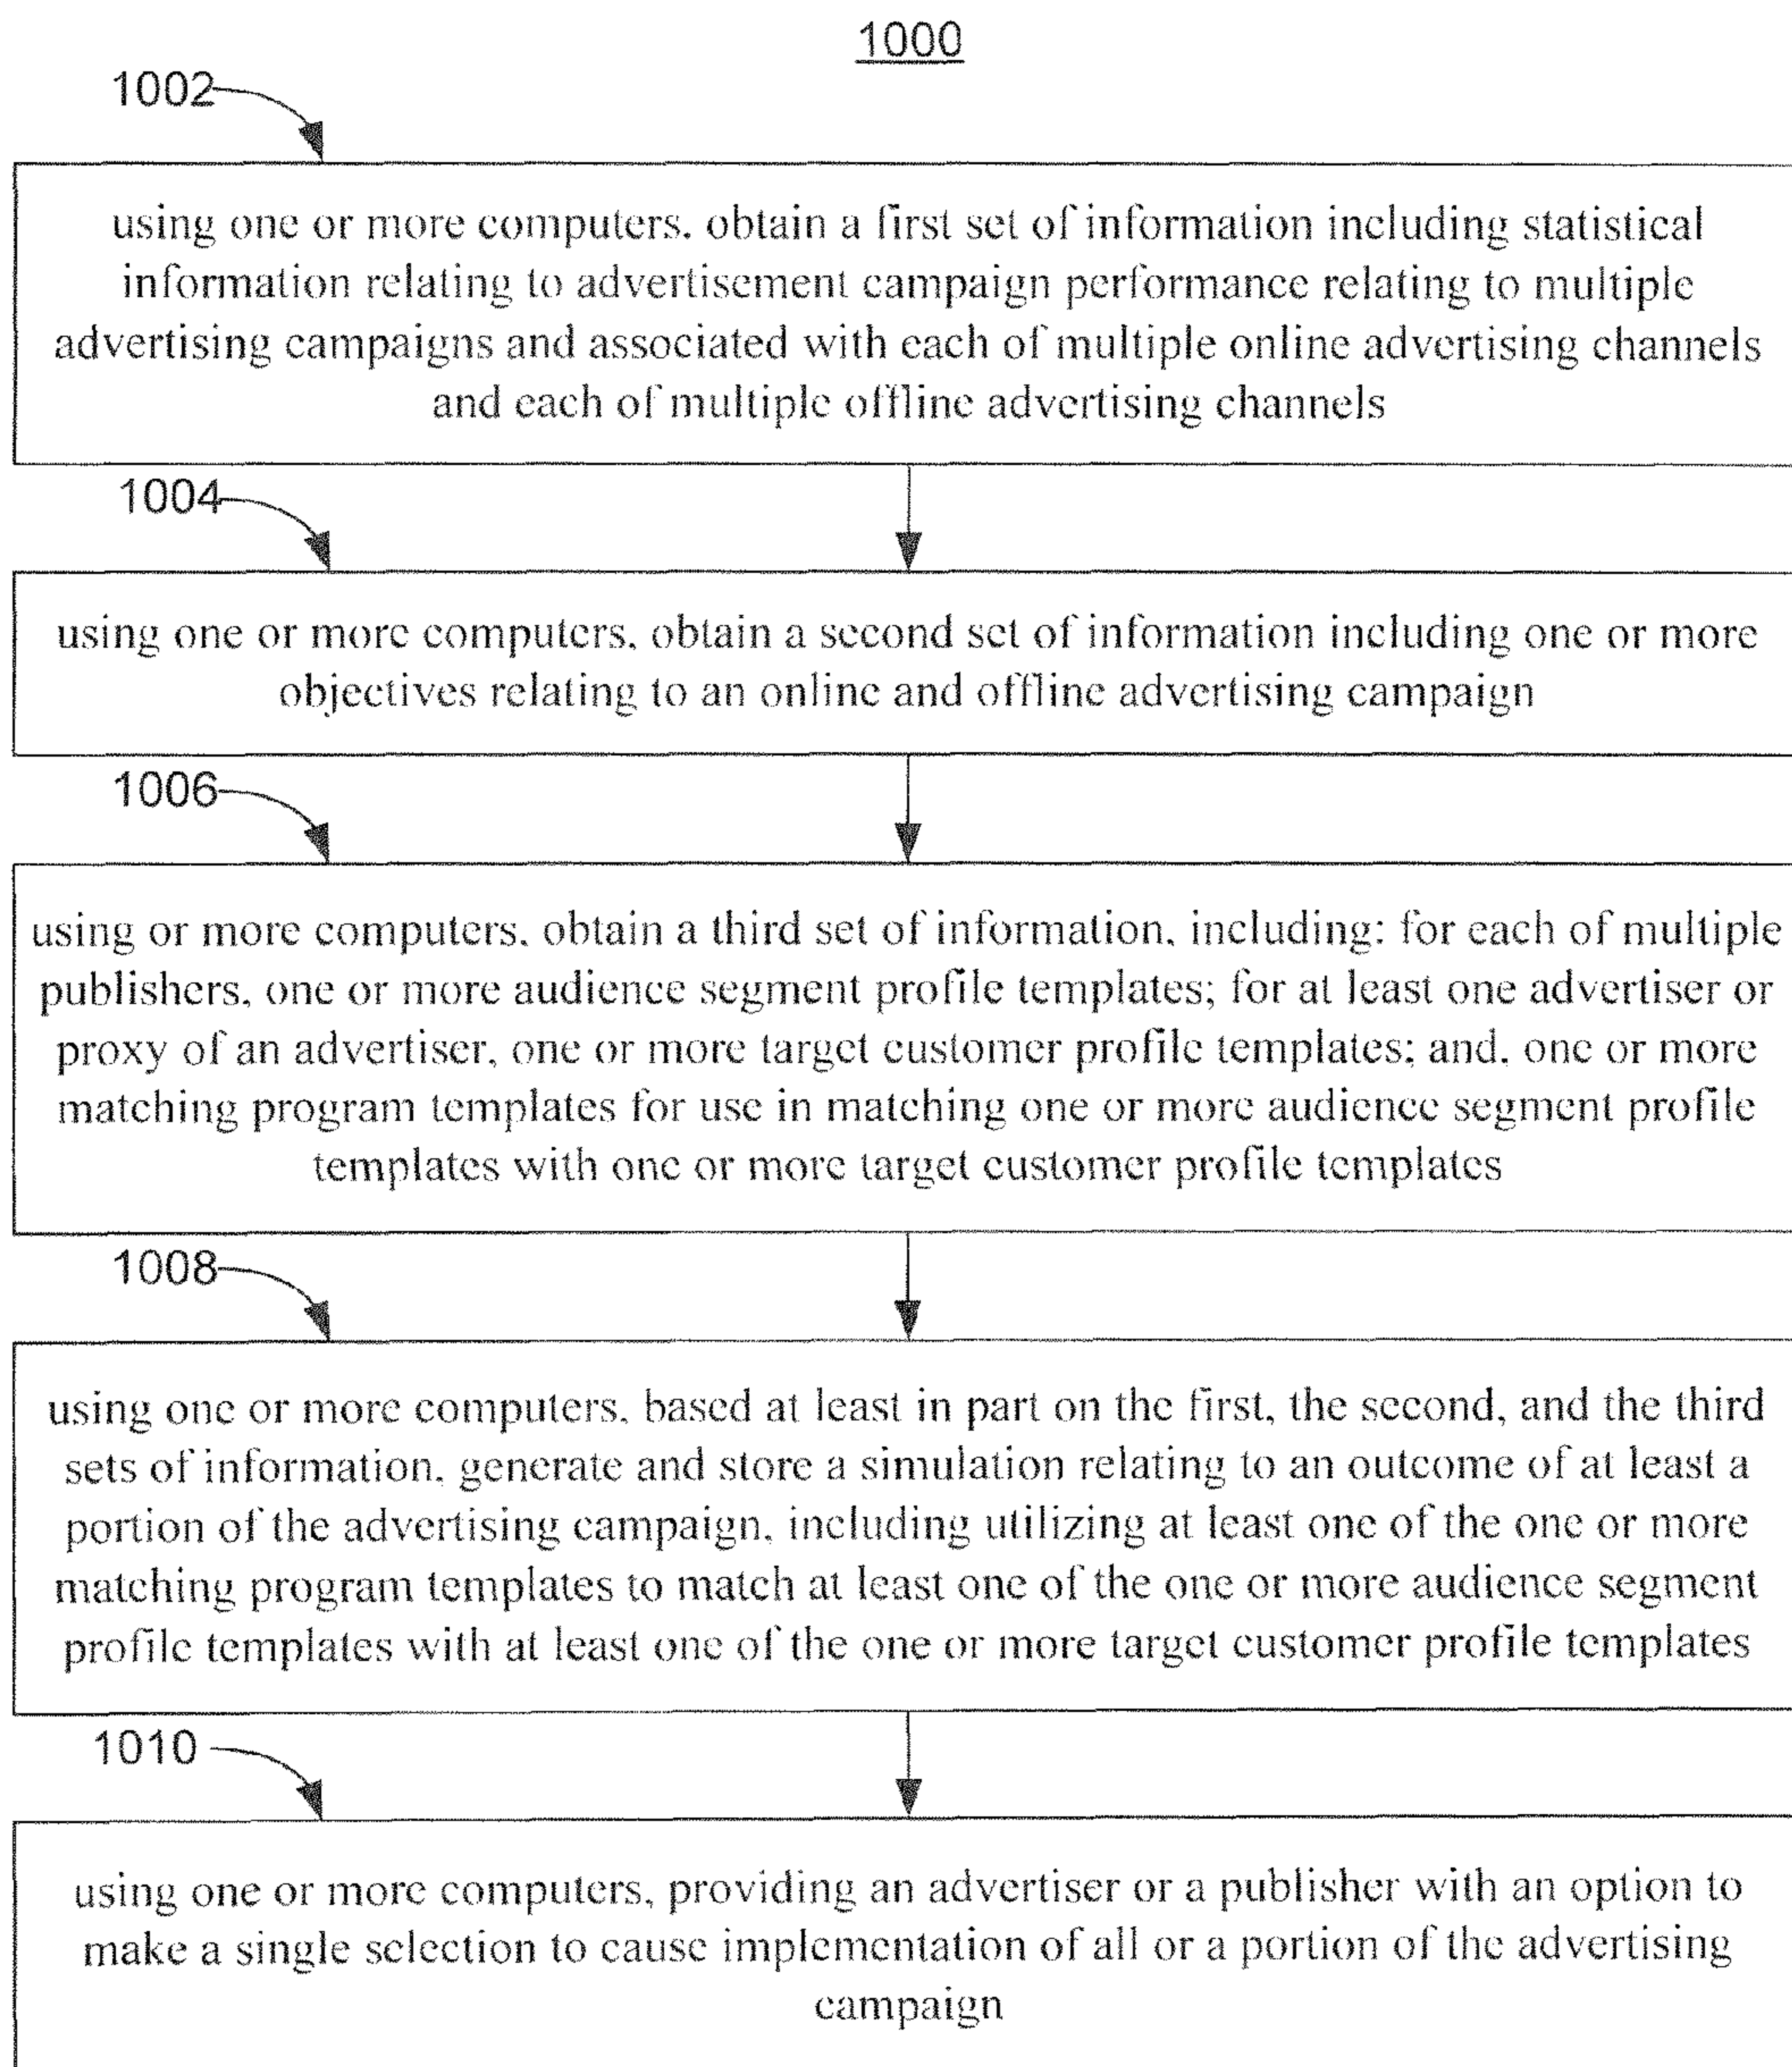 1000
1002
using one or more computers, obtain a first set of information including statistical
information relating to advertisement campaign performance relating to multiple
advertising campaigns and associated with each of multiple online advertising channels
and each of multiple offline advertising channels
1004
using one or more computers, obtain a second set of information including one or more
objectives relating to an online and offline advertising campaign
1006
using or more computers, obtain a third set of information, including: for each of multiple
publishers, one or more audience segment profile templates; for at least one advertiser or
proxy of an advertiser, one or more target customer profile templates; and, one or more
matching program templates for use in matching one or more audience segment profile
templates with one or more target customer profile templates
1008
using one or more computers, based at least in part on the first, the second, and the third
sets of information, generate and store a simulation relating to an outcome of at least a
portion of the advertising campaign, including utilizing at least one of the one or more
matching program templates to match at least one of the one or more audience segment
profile templates with at least one of the one or more target customer profile templates
1010
using one or more computers, providing an advertiser or a publisher with an option to
make a single selection to cause implementation of all or a portion of the advertising
campaign